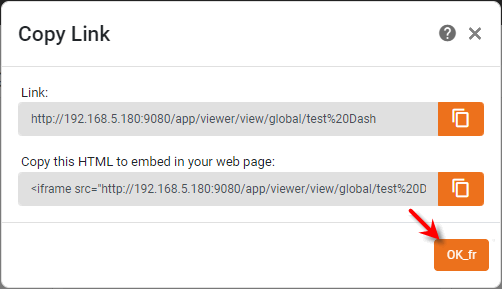 Copy Link
Link:
http://192.168.5.180:9080/app/viewer/view/global/test%20Dash
Copy this HTML to embed in your web page:
<iframe src="http://192.168.5.180:9080/app/viewer/view/global/test%20D
OK_fr